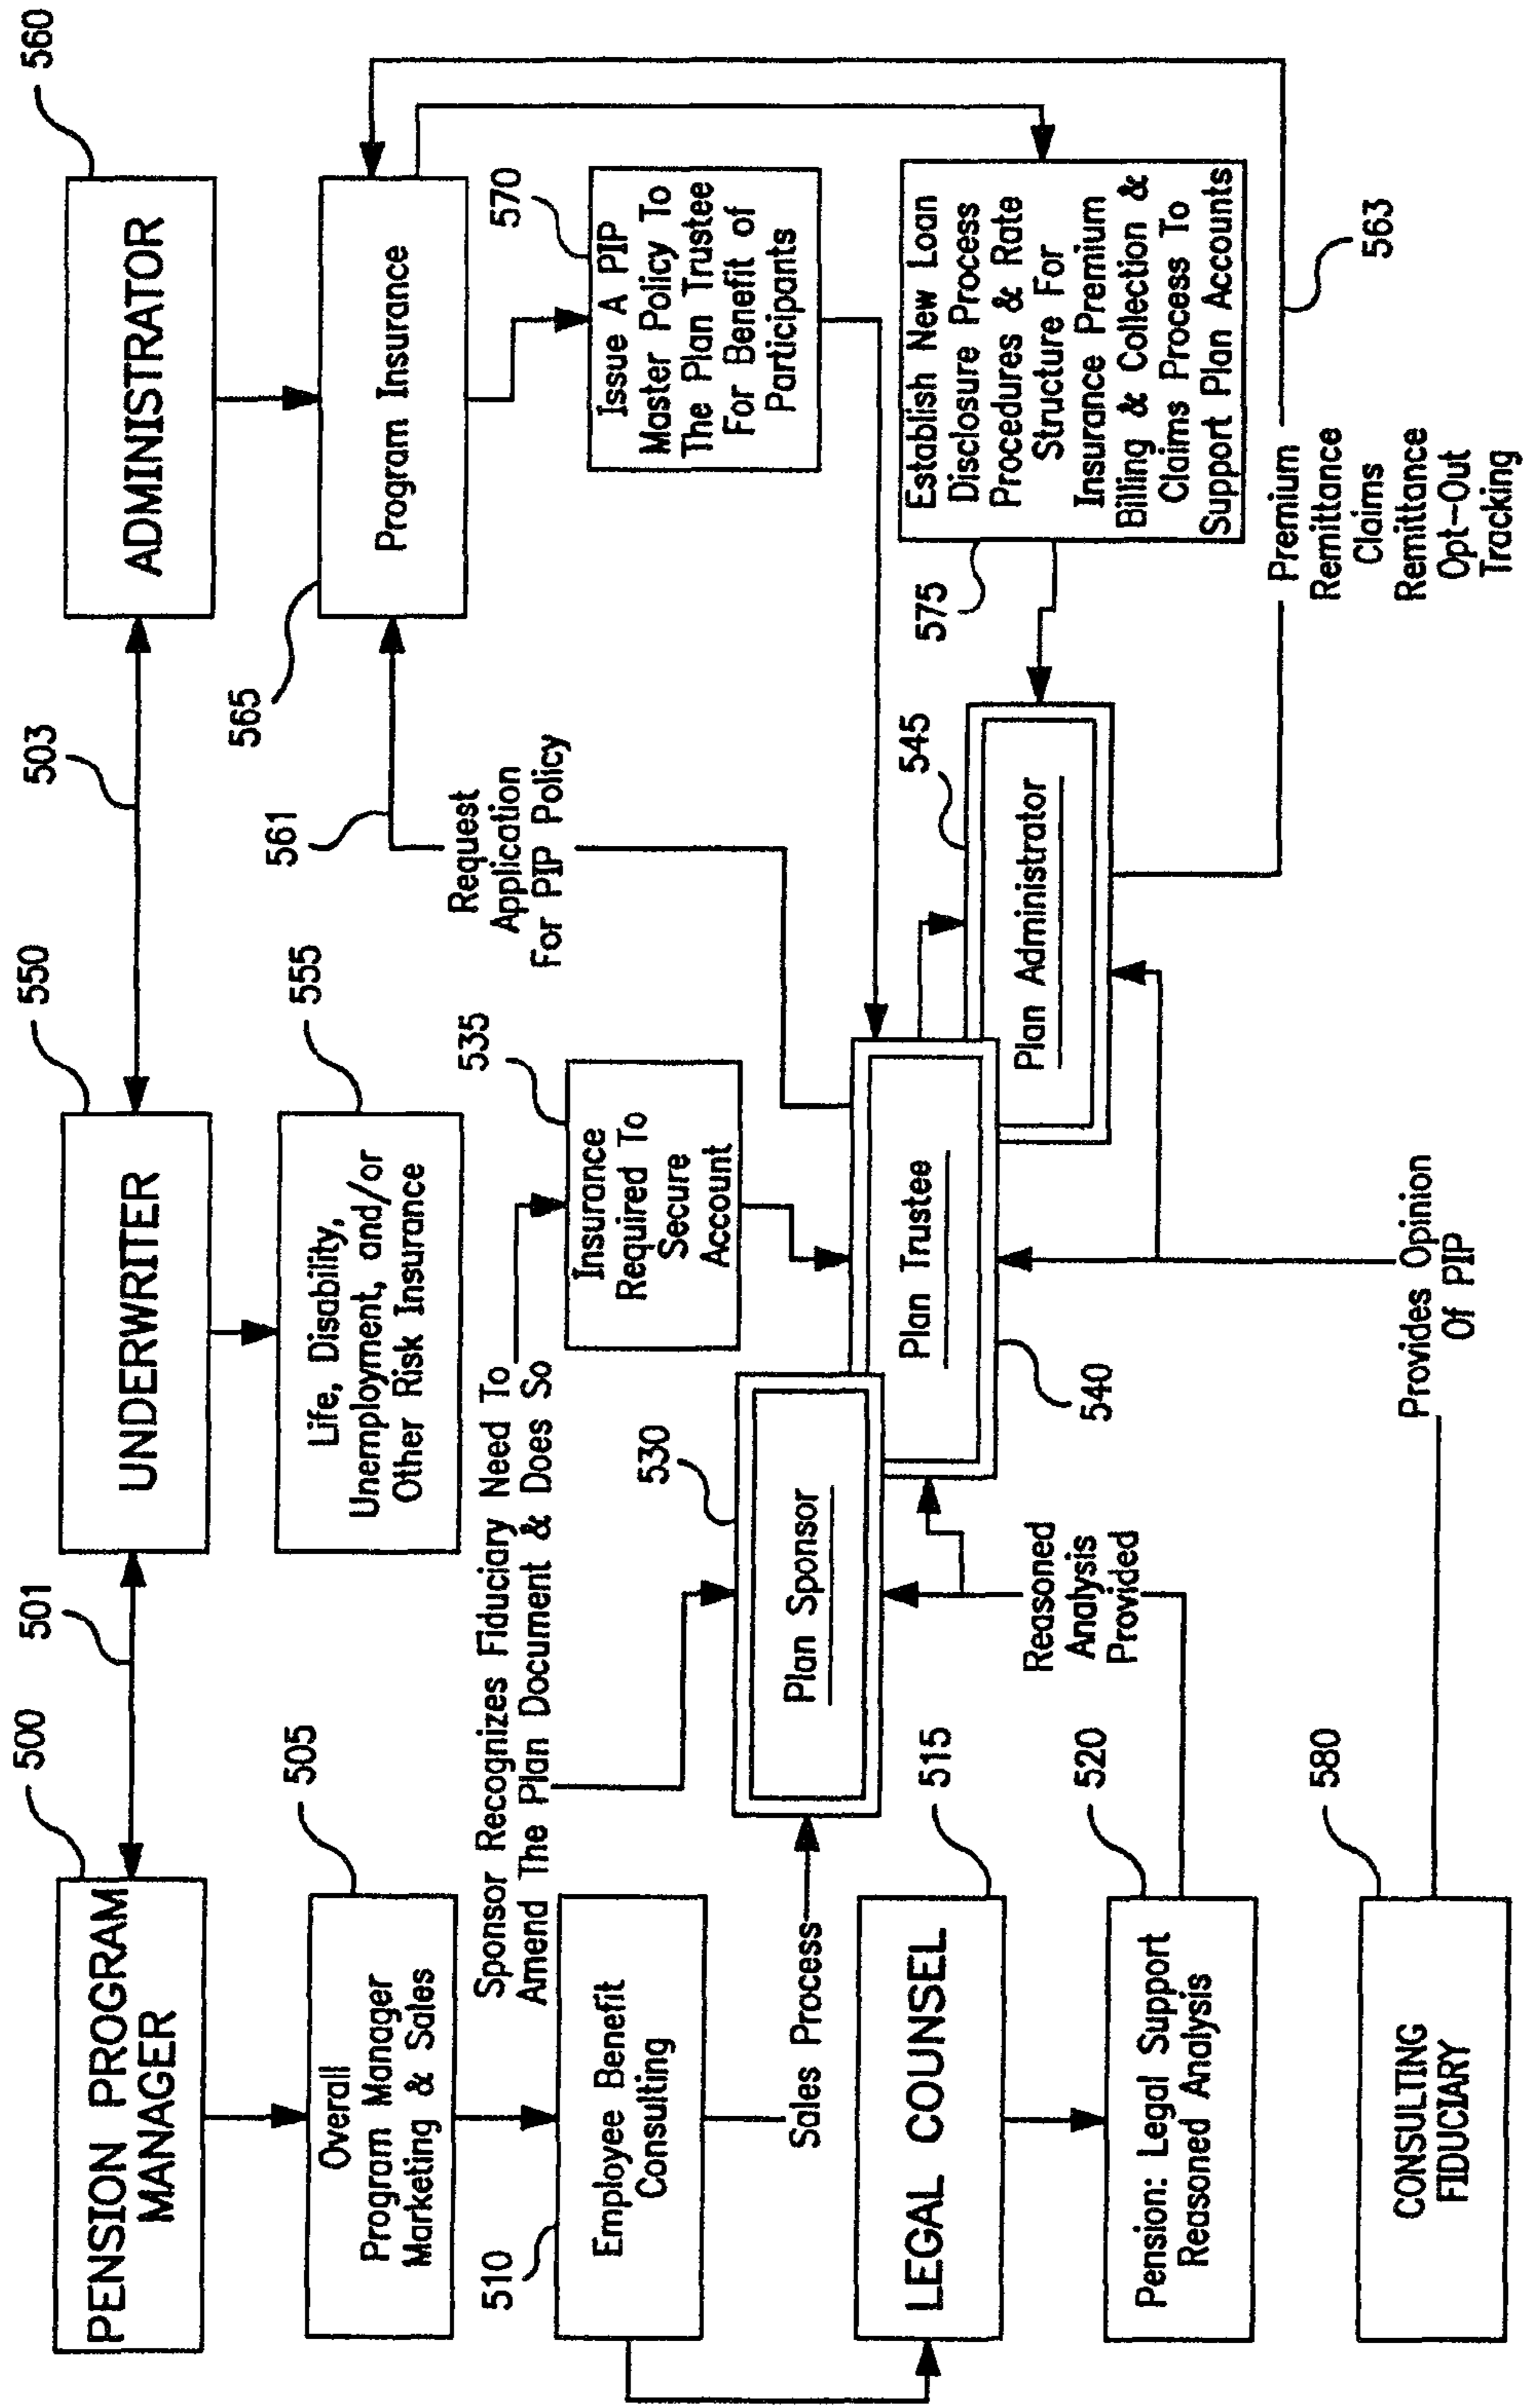 500
PENSION PROGRAM
MANAGER
501
550
UNDERWRITER
503
560
ADMINISTRATOR
505
Overall
Program Manager
Marketing & Sales
555
Life, Disability,
Unemployment, and/or
Other Risk Insurance
561
565
Program Insurance
Sponsor Recognizes Fiduciary Need To
Amend The Plan Document & Does So
510
Employee Benefit
Consulting
535
Insurance
Required To
Secure
Account
Request
Application
For PIP Policy
570
Issue A PIP
Master Policy To
The Plan Trustee
For Benefit of
Participants
Sales Process
530
Plan Sponsor
515
LEGAL COUNSEL
540
Plan Trustee
545
Plan Administrator
575
Establish New Loan
Disclosure Process
Procedures & Rate
Structure For
Insurance Premium
Billing & Collection &
Claims Process To
Support Plan Accounts
Reasoned
Analysis
Provided
520
Pension: Legal Support
Reasoned Analysis
563
Premium
Remittance
Claims
Remittance
Opt-Out
Tracking
580
CONSULTING
FIDUCIARY
Provides Opinion
Of PIP